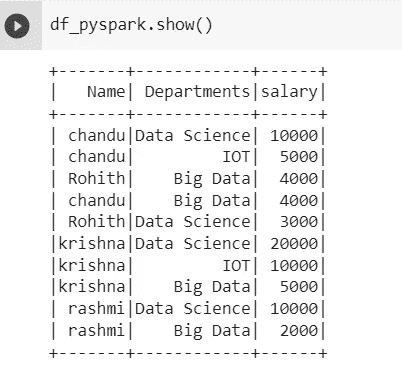 df_pyspark.show()
+-------+------------+------+
|   Name| Departments|salary|
+-------+------------+------+
| chandu|Data Science| 10000|
| chandu|         IOT|  5000|
| Rohith|    Big Data|  4000|
| chandu|    Big Data|  4000|
| Rohith|Data Science|  3000|
|krishna|Data Science| 20000|
|krishna|         IOT| 10000|
|krishna|    Big Data|  5000|
| rashmi|Data Science| 10000|
| rashmi|    Big Data|  2000|
+-------+------------+------+